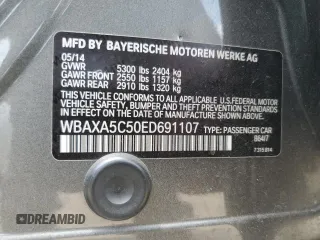 MFD BY BAYERISCHE MOTOREN WERKE AG
05/14
GVWR 5300 lbs 2404 kg
GAWR FRONT 2550 lbs 1157 kg
GAWR REAR 2910 lbs 1320 kg
THIS VEHICLE CONFORMS TO ALL APPLICABLE
FEDERAL MOTOR VEHICLE SAFETY, BUMPER,
AND THEFT PREVENTION STANDARDS IN EFFECT
ON THE DATE OF MANUFACTURE SHOWN ABOVE.
WBAXA5C50ED691107 TYPE: PASSENGER CAR
7315814
DREAMBID